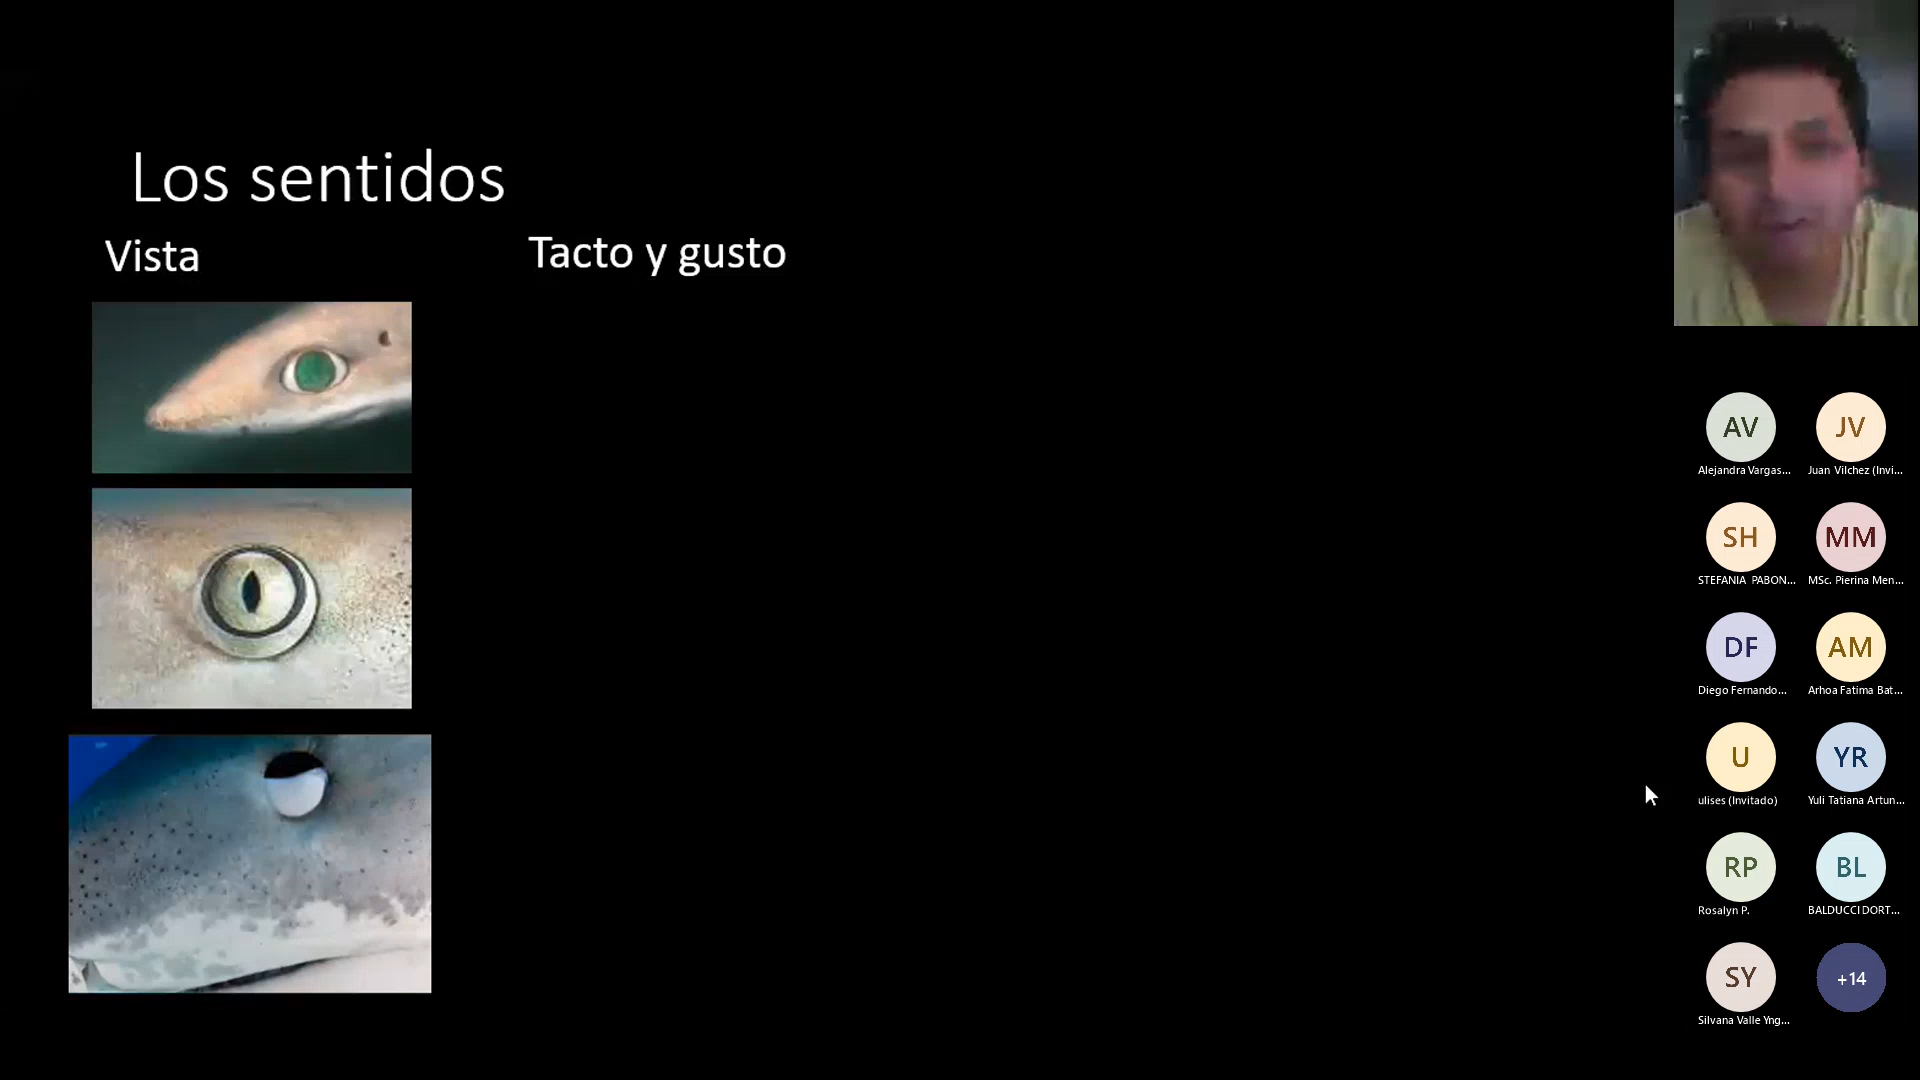 Los sentidos
Vista
Tacto y gusto
AV
JV
Alejandra Vargas...
Juan Vilchez (Invi...
SH
MM
STEFANIA PABON...
MSc. Pierina Men...
DF
AM
Diego Fernando...
Arhoa Fatima Bat...
U
YR
ulises (Invitado)
Yuli Tatiana Artun...
RP
BL
Rosalyn P.
BALDUCCI DORT...
SY
+14
Silvana Valle Yng...